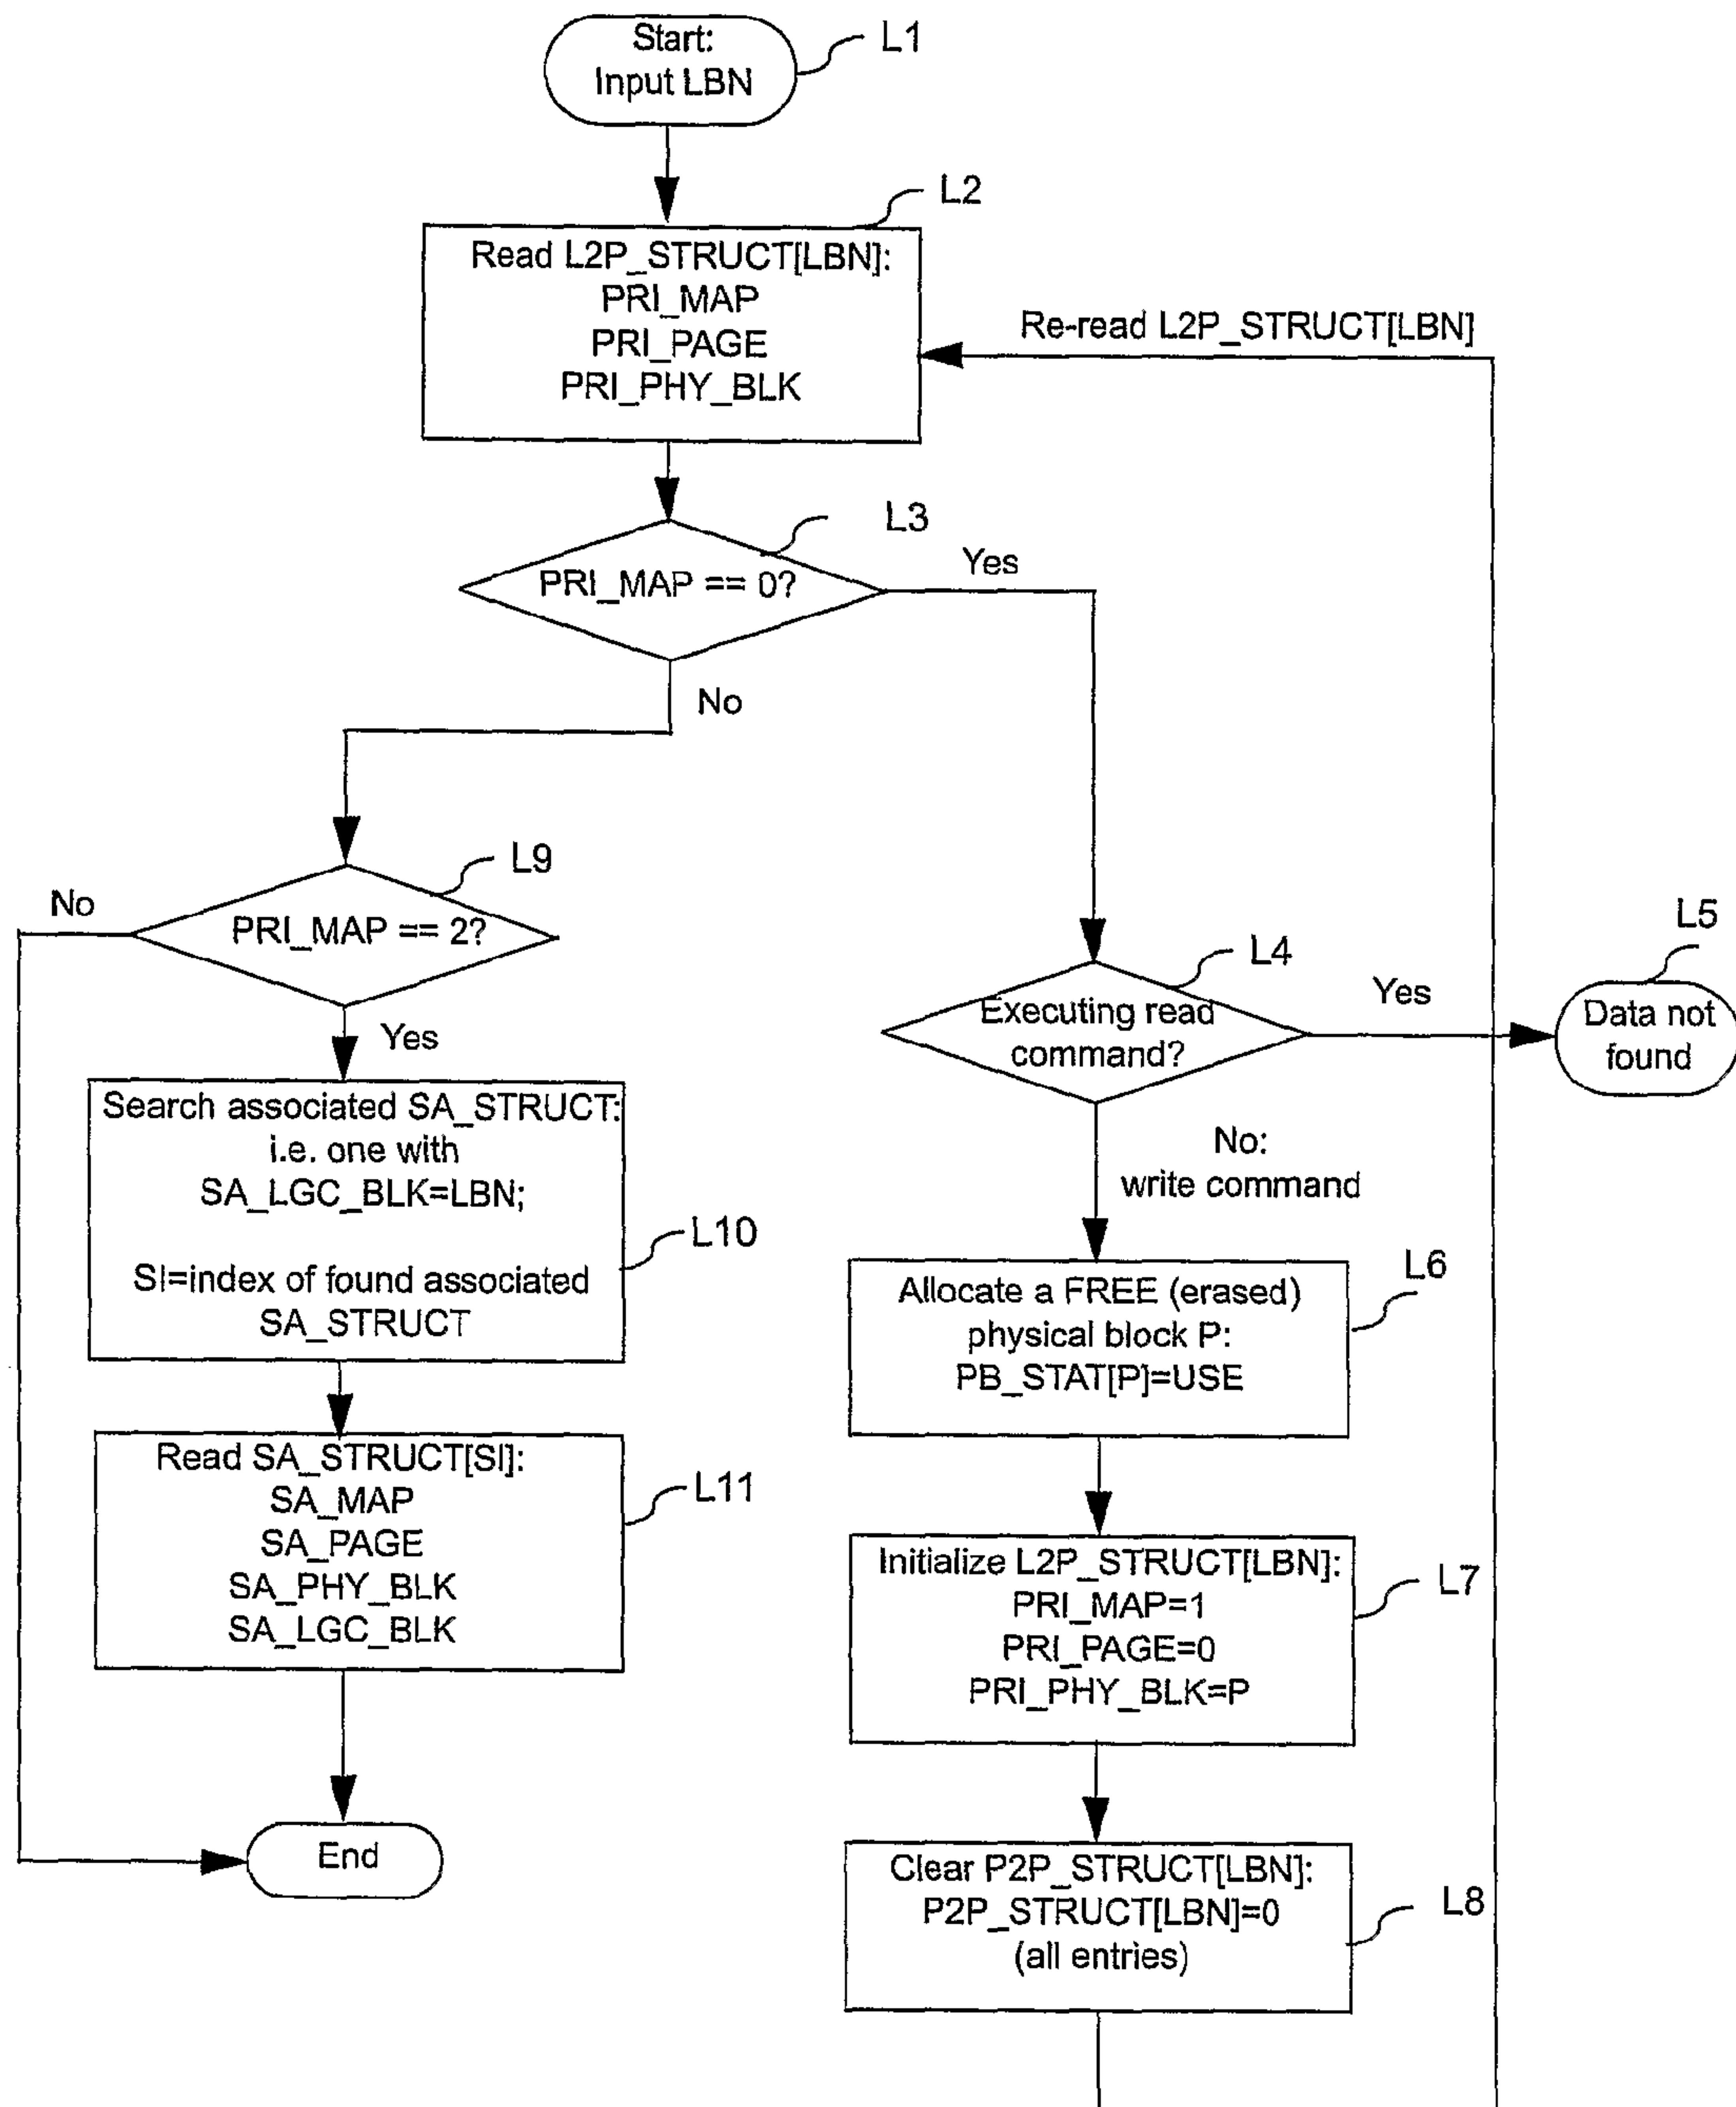 Start:
Input LBN
L1
L2
Read L2P_STRUCT[LBN]:
PRI_MAP
PRI_PAGE
PRI_PHY_BLK
Re-read L2P_STRUCT[LBN]
L3
PRI_MAP == 0?
Yes
No
L9
No
PRI_MAP == 2?
Yes
L4
Executing read
command?
Yes
L5
Data not
found
No:
write command
Search associated SA_STRUCT:
i.e. one with
SA_LGC_BLK=LBN;
SI=index of found associated
SA_STRUCT
L10
L6
Allocate a FREE (erased)
physical block P:
PB_STAT[P]=USE
Read SA_STRUCT[SI]:
SA_MAP
SA_PAGE
SA_PHY_BLK
SA_LGC_BLK
L11
Initialize L2P_STRUCT[LBN]:
PRI_MAP=1
PRI_PAGE=0
PRI_PHY_BLK=P
L7
End
Clear P2P_STRUCT[LBN]:
P2P_STRUCT[LBN]=0
(all entries)
L8